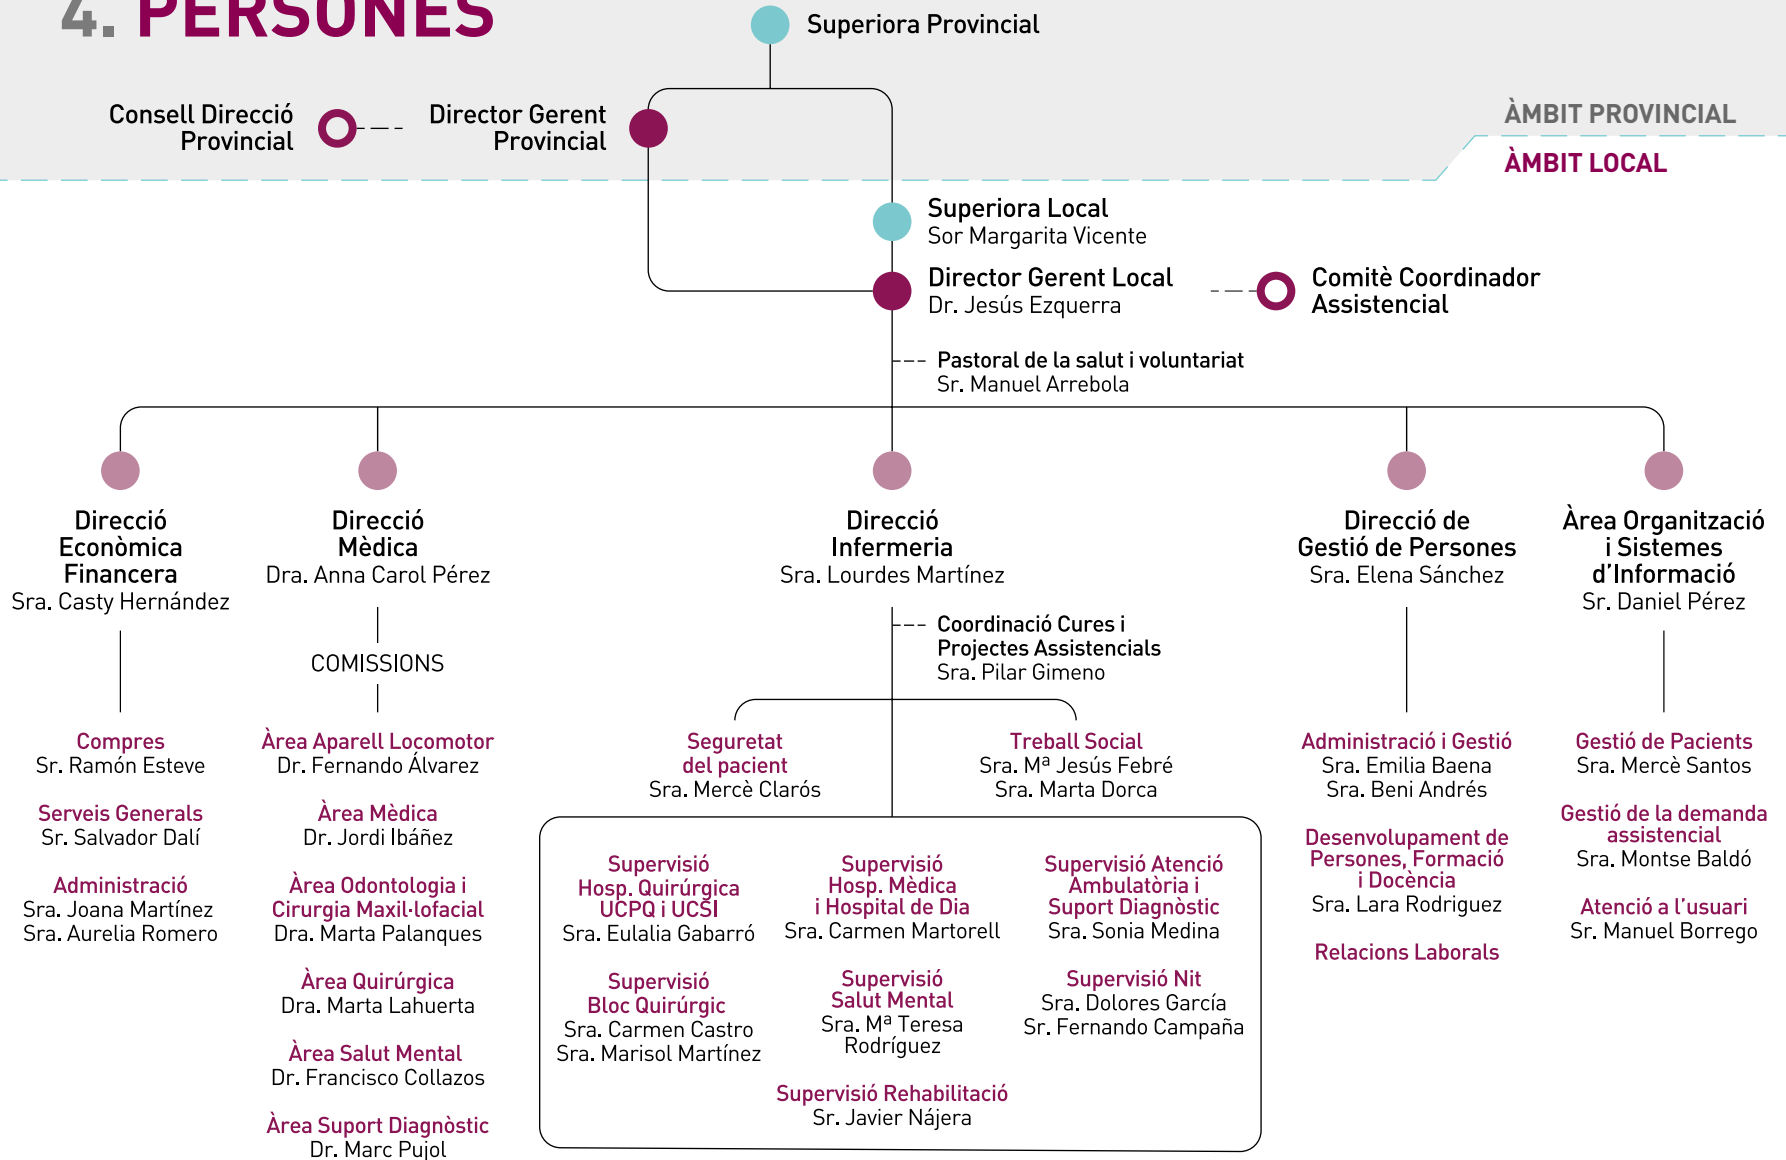 4. PERSONES
Superiora Provincial
Consell Direcció
Provincial
Director Gerent
Provincial
ÀMBIT PROVINCIAL
ÀMBIT LOCAL
Superiora Local
Sor Margarita Vicente
Director Gerent Local
Dr. Jesús Ezquerra
Comitè Coordinador
Assistencial
Pastoral de la salut i voluntariat
Sr. Manuel Arrebola
Direcció
Econòmica
Financera
Sra. Casty Hernández
Compres
Sr. Ramón Esteve
Serveis Generals
Sr. Salvador Dalí
Administració
Sra. Joana Martínez
Sra. Aurelia Romero
Direcció
Mèdica
Dra. Anna Carol Pérez
COMISSIONS
Àrea Aparell Locomotor
Dr. Fernando Álvarez
Àrea Mèdica
Dr. Jordi Ibáñez
Àrea Odontologia i
Cirurgia Maxil·lofacial
Dra. Marta Palanques
Àrea Quirúrgica
Dra. Marta Lahuerta
Àrea Salut Mental
Dr. Francisco Collazos
Àrea Suport Diagnòstic
Dr. Marc Pujol
Direcció
Infermeria
Sra. Lourdes Martínez
Coordinació Cures i
Projectes Assistencials
Sra. Pilar Gimeno
Seguretat
del pacient
Sra. Mercè Clarós
Treball Social
Sra. Mª Jesús Febré
Sra. Marta Dorca
Supervisió
Hosp. Quirúrgica
UCPQ i UCSI
Sra. Eulalia Gabarró
Supervisió
Bloc Quirúrgic
Sra. Carmen Castro
Sra. Marisol Martínez
Supervisió
Hosp. Mèdica
i Hospital de Dia
Sra. Carmen Martorell
Supervisió
Salut Mental
Sra. Mª Teresa
Rodríguez
Supervisió Atenció
Ambulatòria i
Suport Diagnòstic
Sra. Sonia Medina
Supervisió Nit
Sra. Dolores García
Sr. Fernando Campaña
Supervisió Rehabilitació
Sr. Javier Nájera
Direcció de
Gestió de Persones
Sra. Elena Sánchez
Administració i Gestió
Sra. Emilia Baena
Sra. Beni Andrés
Desenvolupament de
Persones, Formació
i Docència
Sra. Lara Rodriguez
Relacions Laborals
Àrea Organització
i Sistemes
d'Informació
Sr. Daniel Pérez
Gestió de Pacients
Sra. Mercè Santos
Gestió de la demanda
assistencial
Sra. Montse Baldó
Atenció a l'usuari
Sr. Manuel Borrego